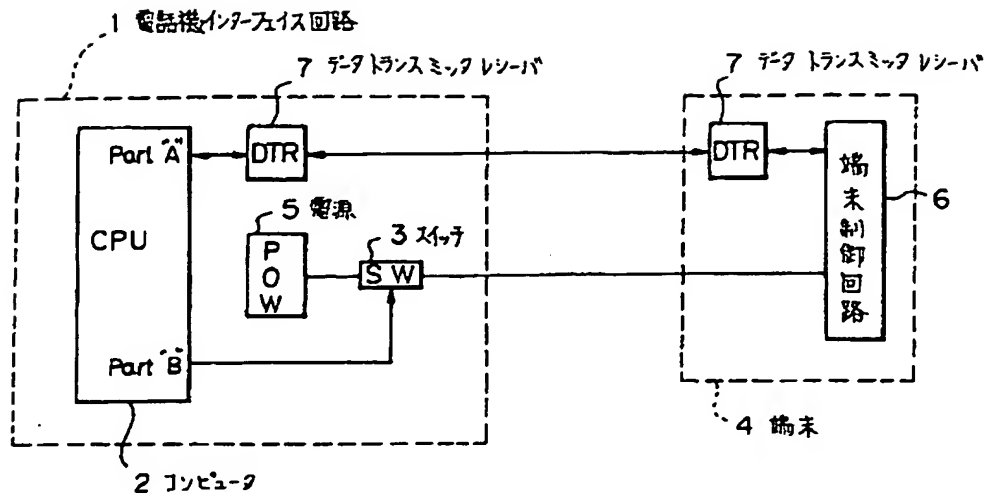 1 電話機インターフェイス回路
7 データトランスミッタレシーバ
7 データトランスミッタレシーバ
Part "A"
DTR
DTR
端末制御回路
6
5 電源
3 スイッチ
CPU
POW
SW
Part "B"
4 端末
2 コンピュータ